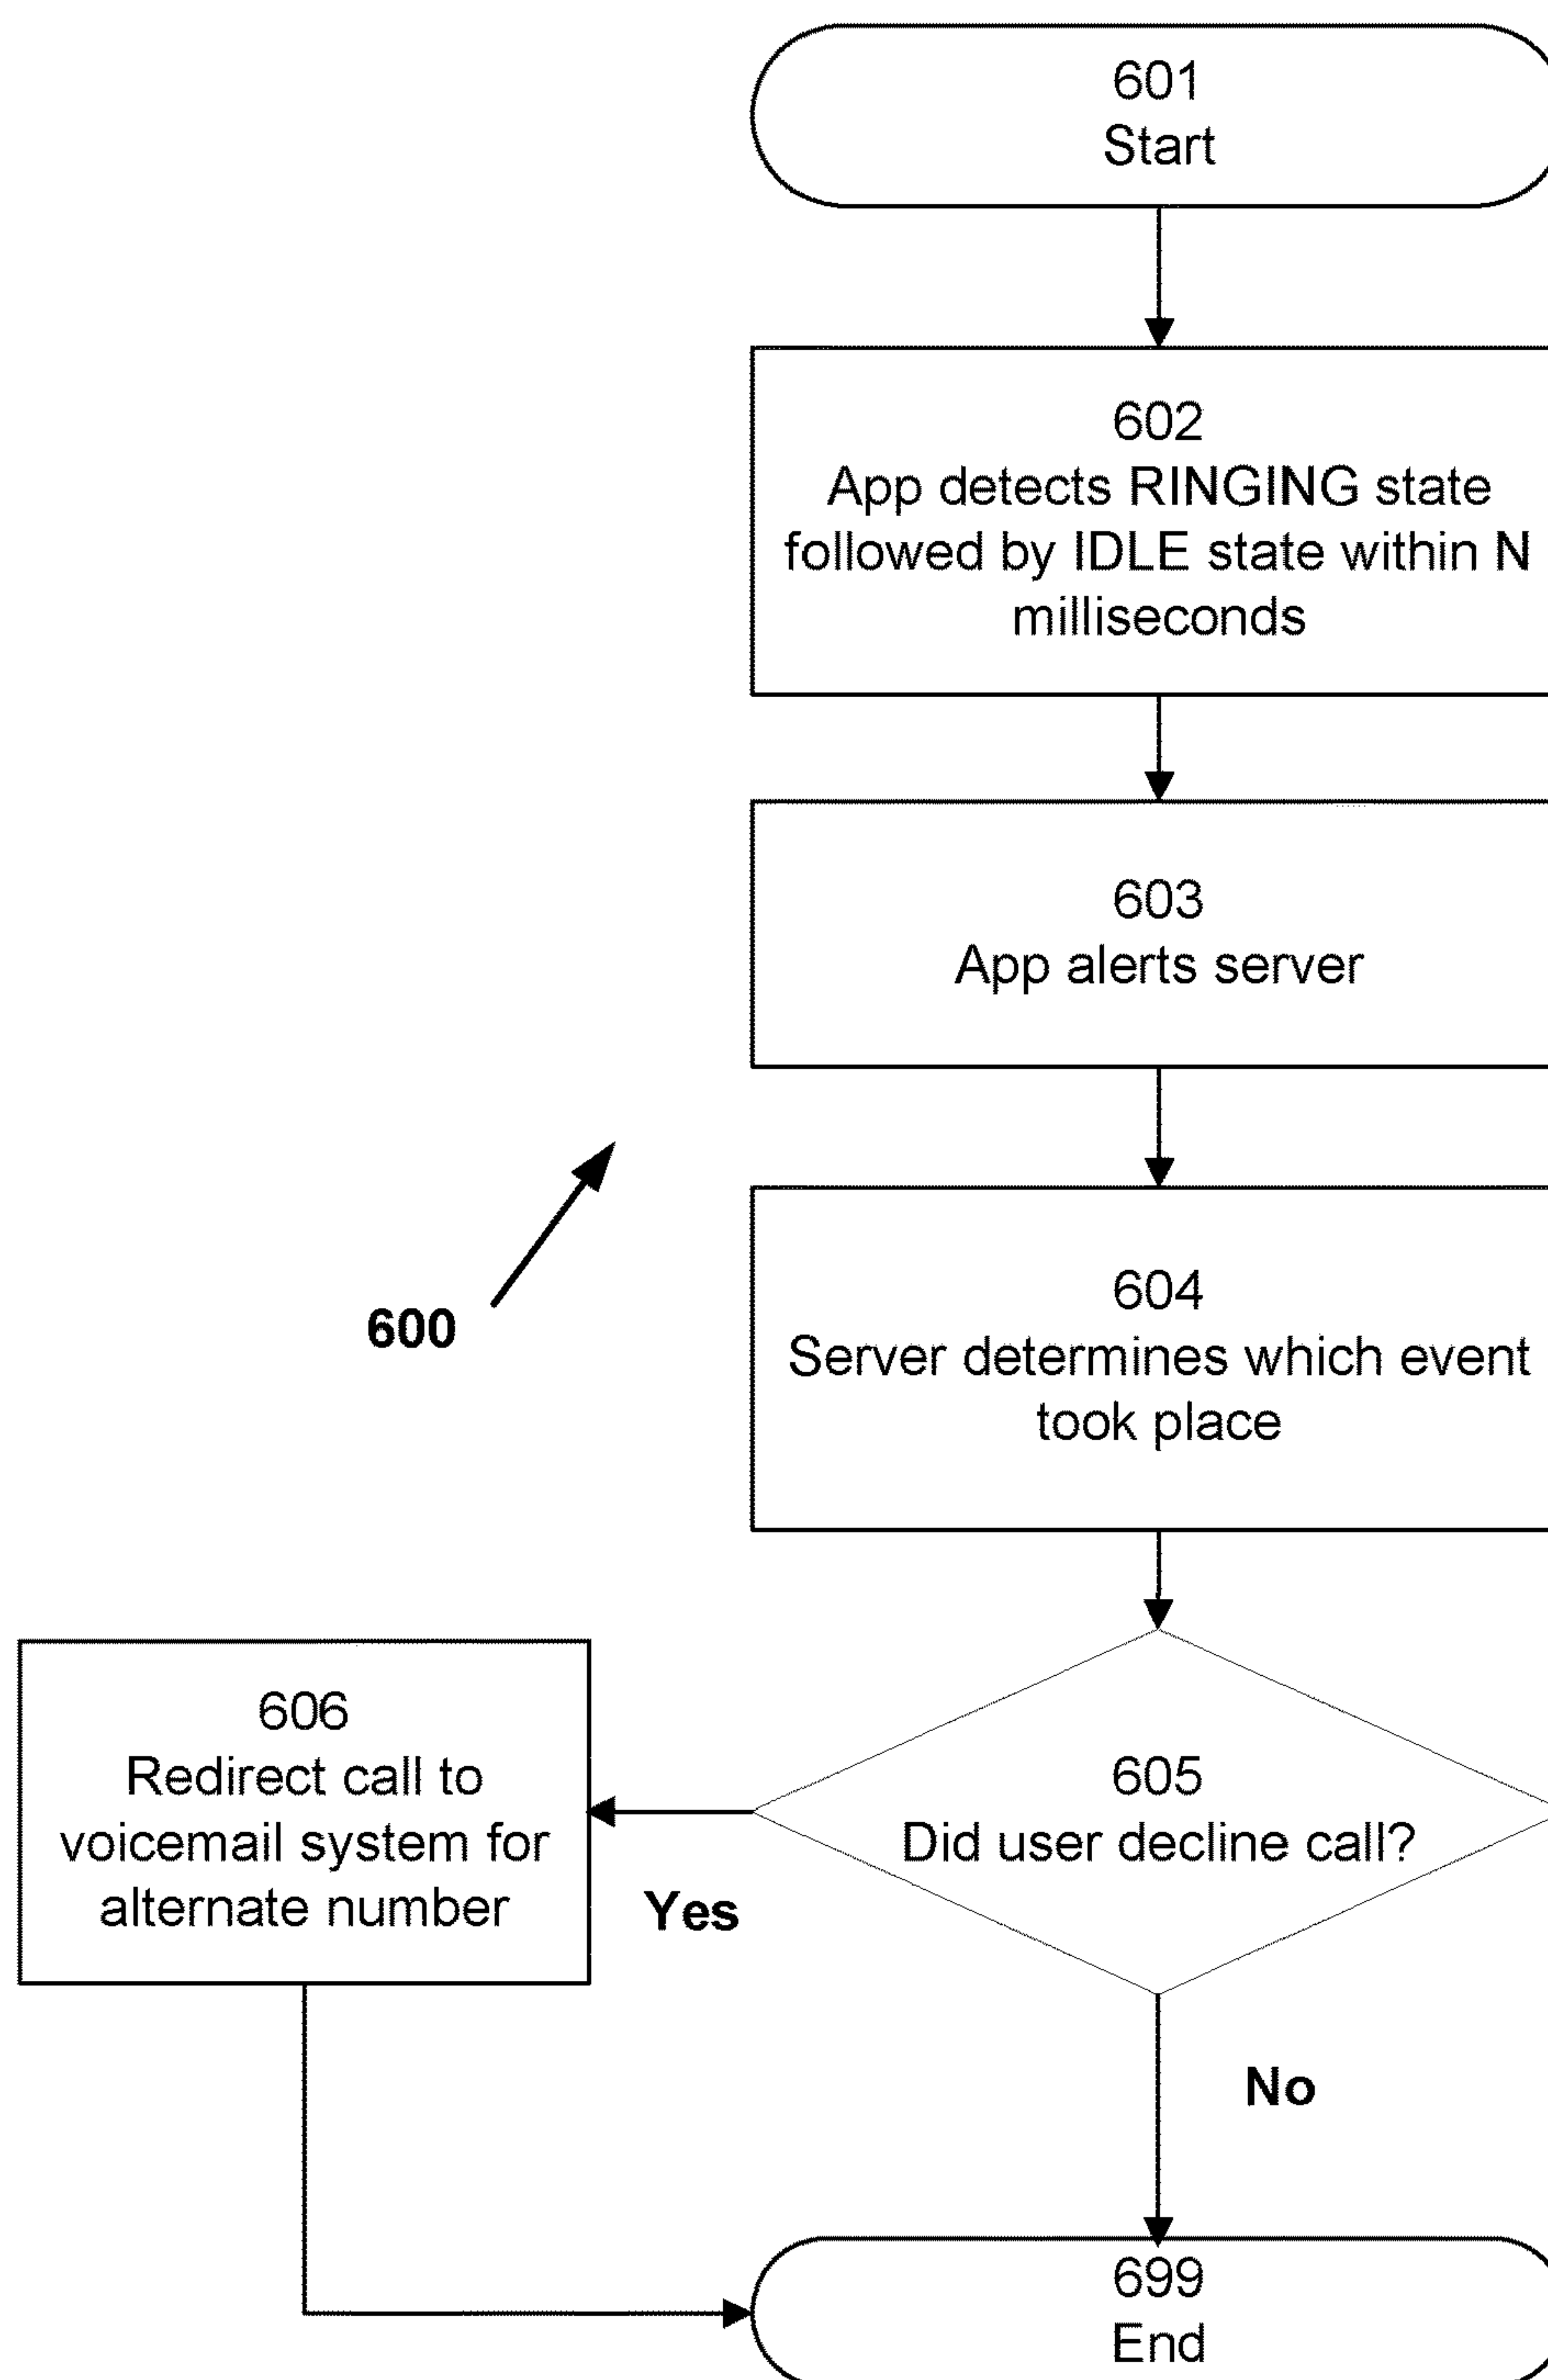 601
Start
602
App detects RINGING state
followed by IDLE state within N
milliseconds
603
App alerts server
600
604
Server determines which event
took place
605
Did user decline call?
606
Redirect call to
voicemail system for
alternate number
Yes
No
699
End